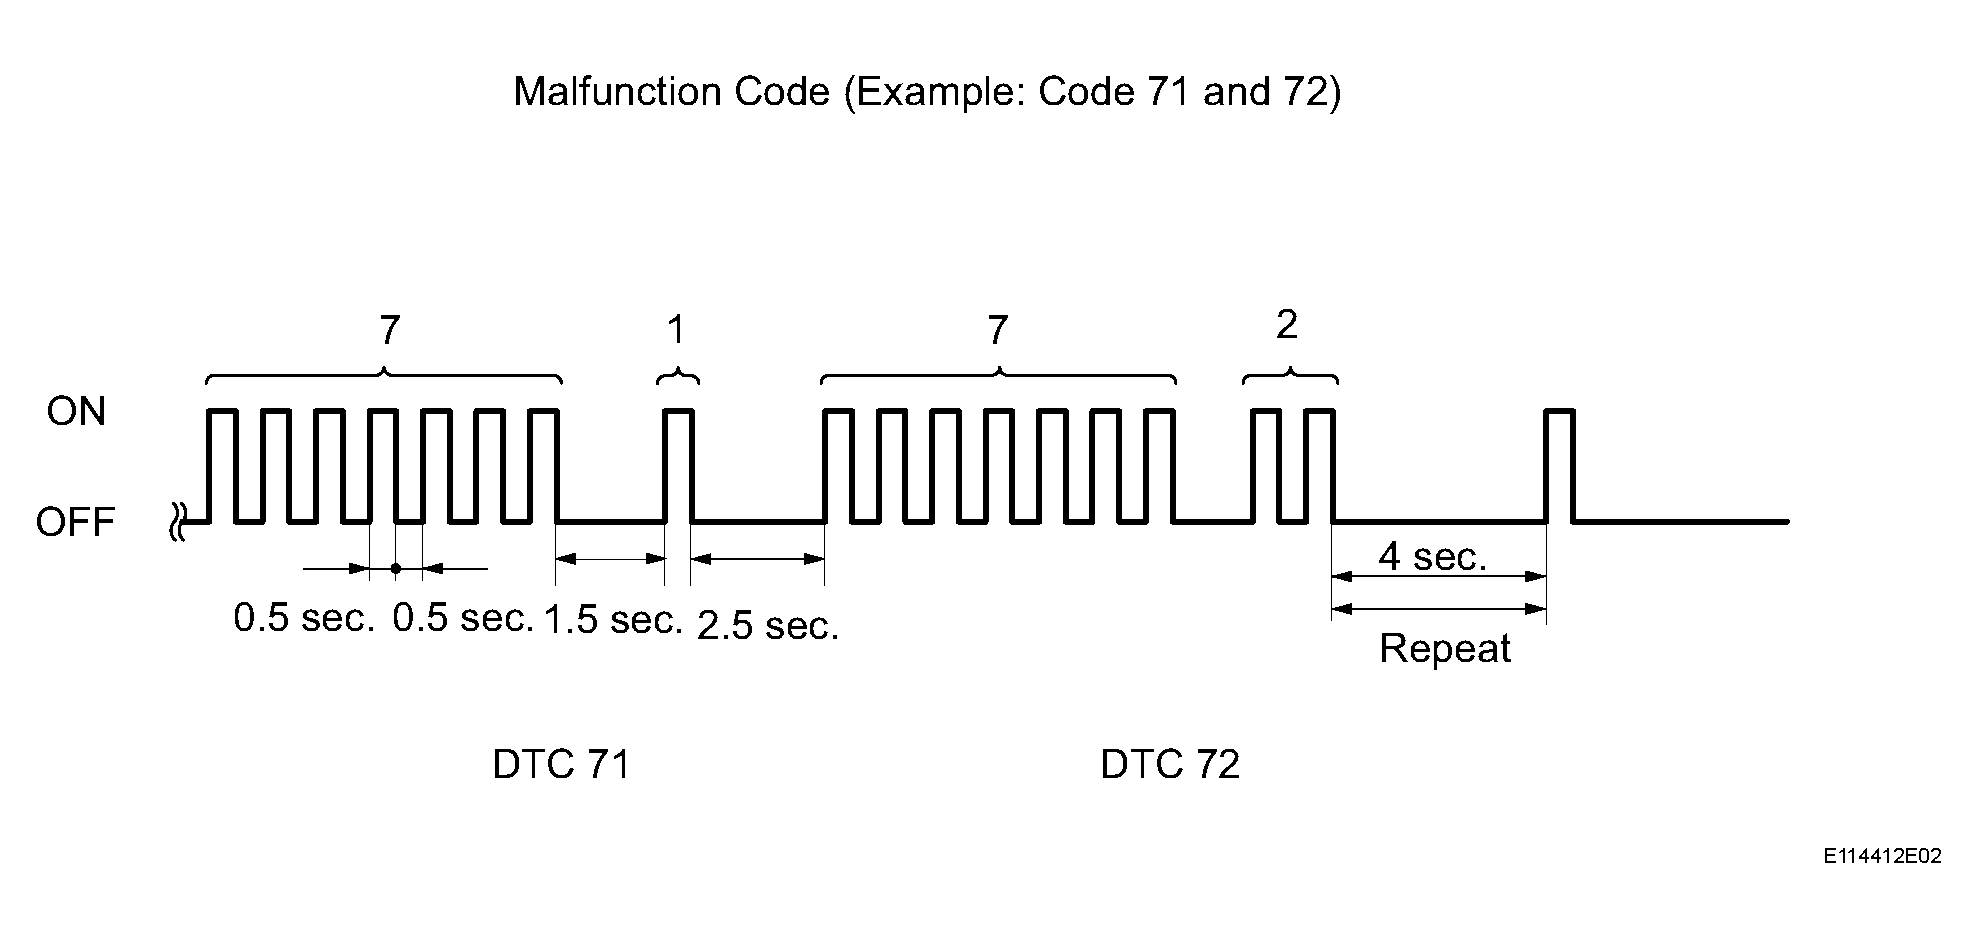 Malfunction Code (Example: Code 71 and 72)
7 1 7 2
ON
OFF
4 sec.
0.5 sec. 0.5 sec. 1.5 sec. 2.5 sec.
Repeat
DTC 71 DTC 72
E114412E02